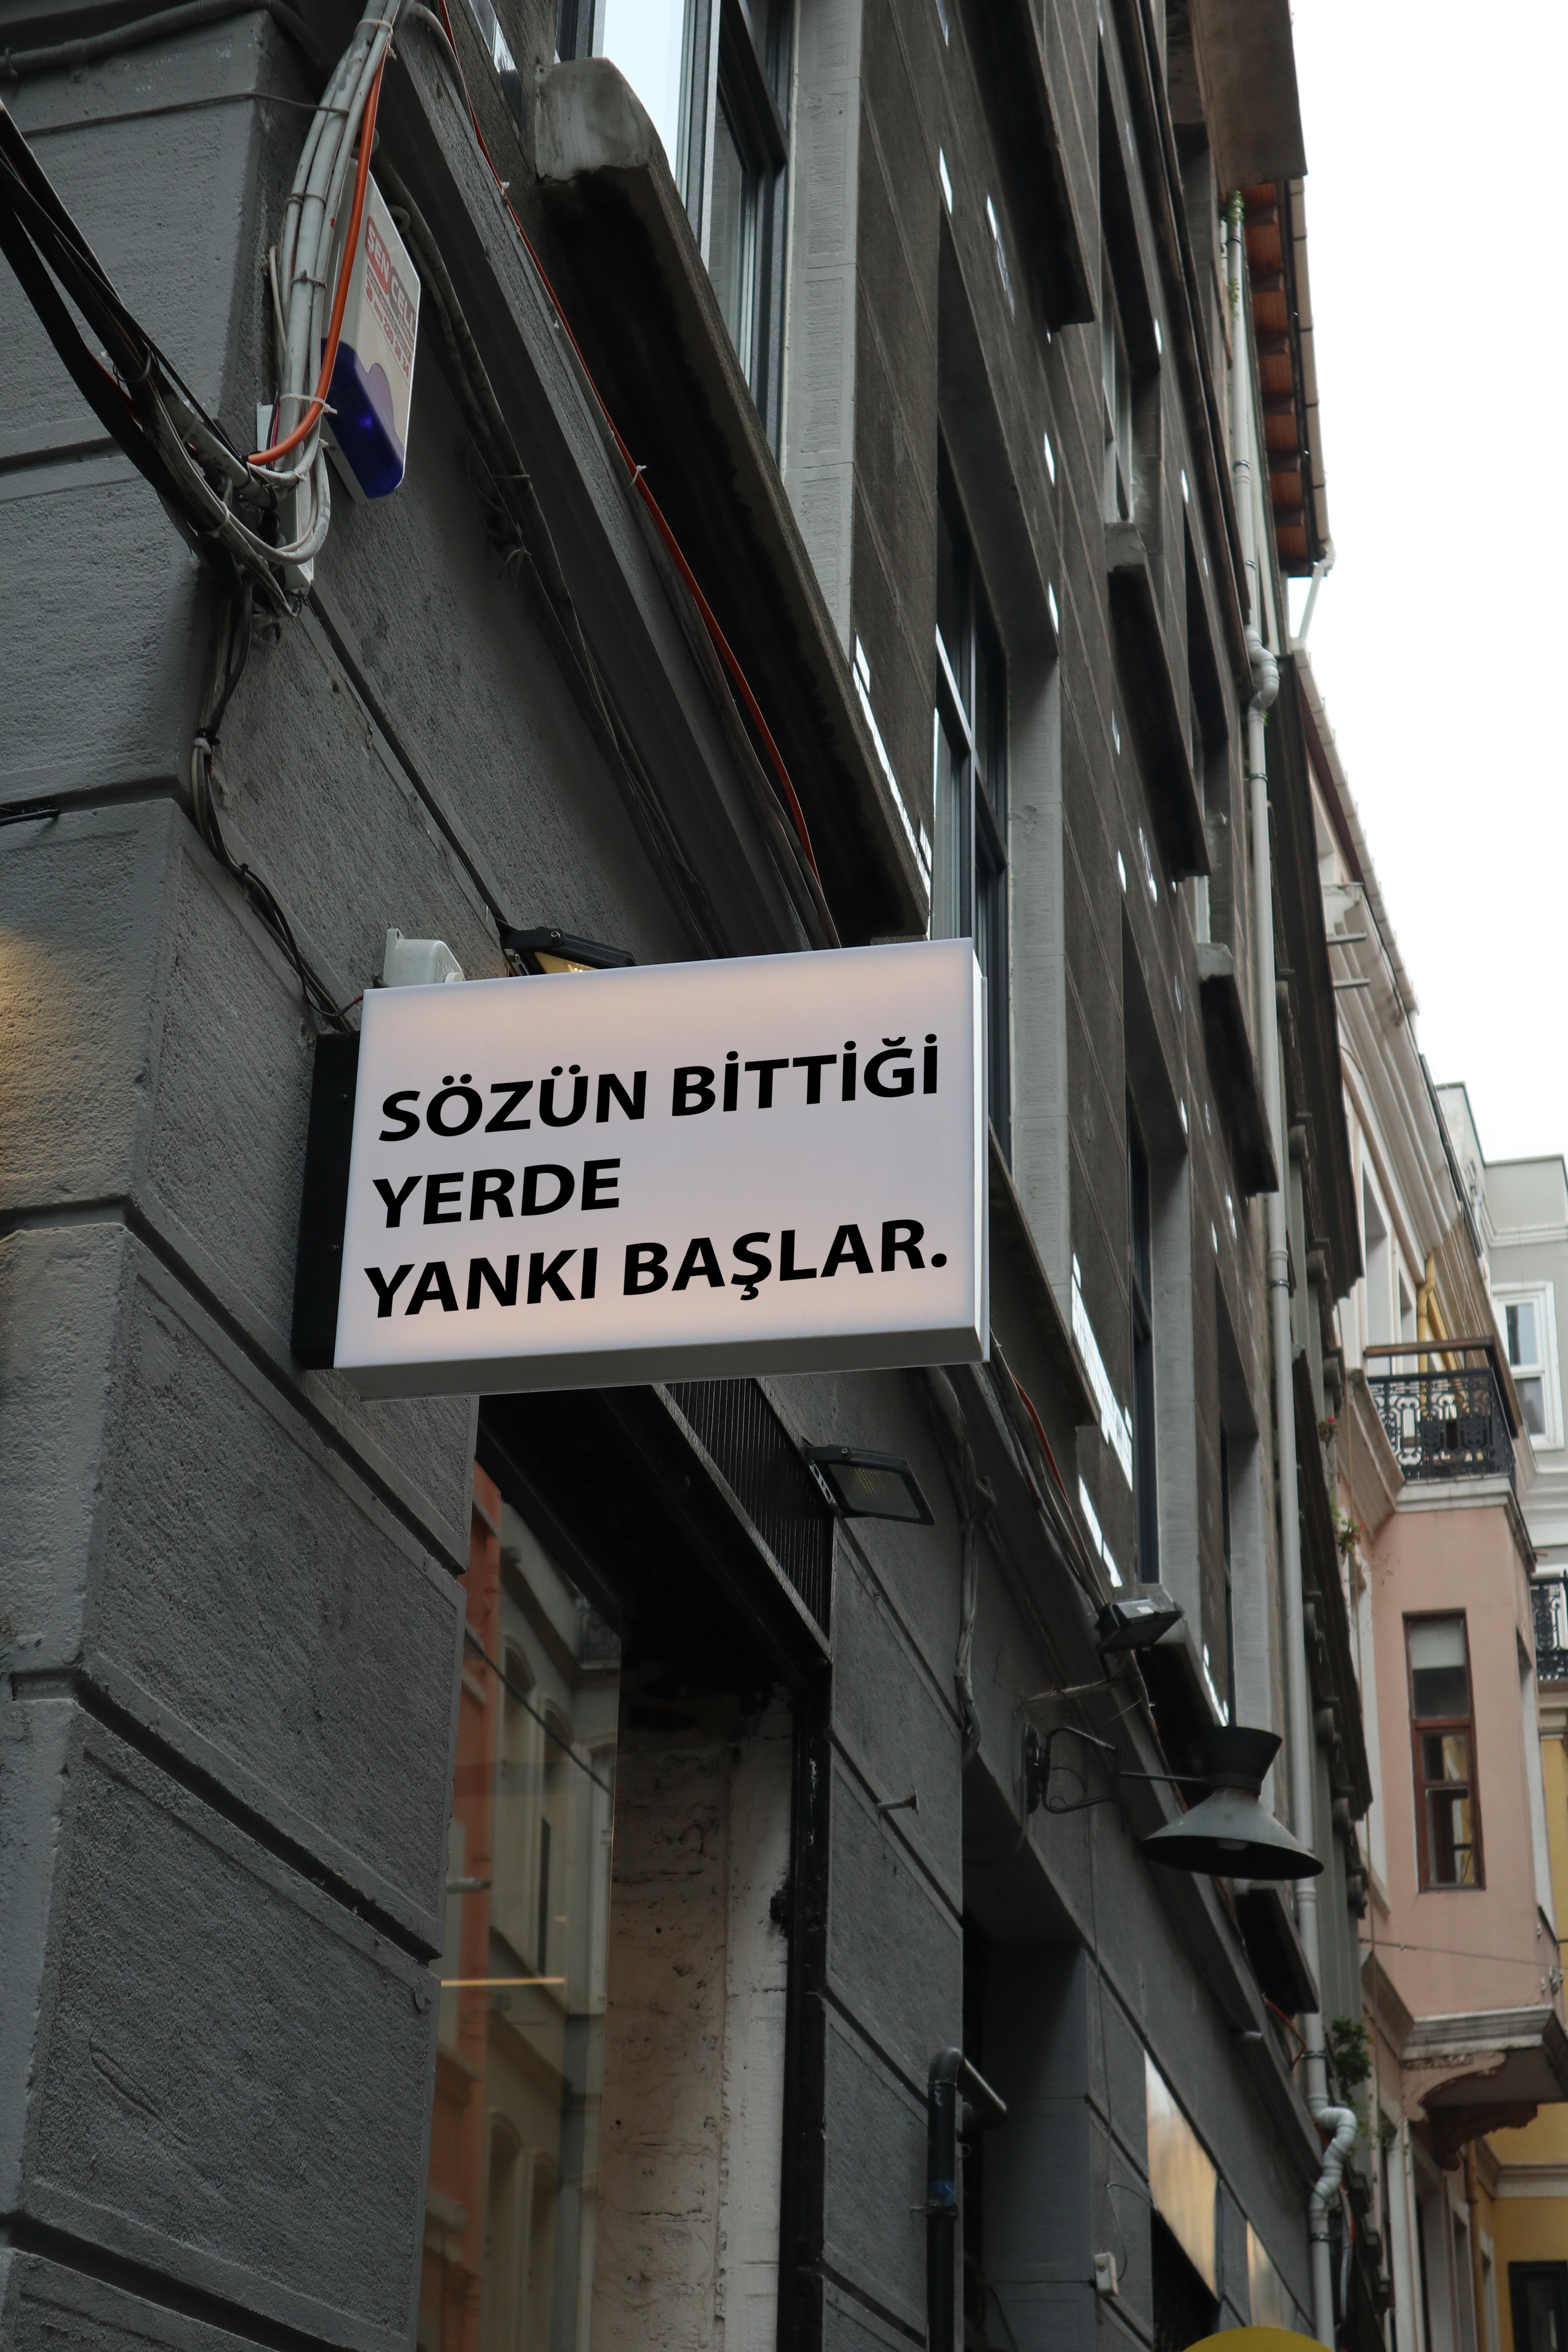 SÖZÜN BİTTİĞİ
YERDE
YANKI BAŞLAR.